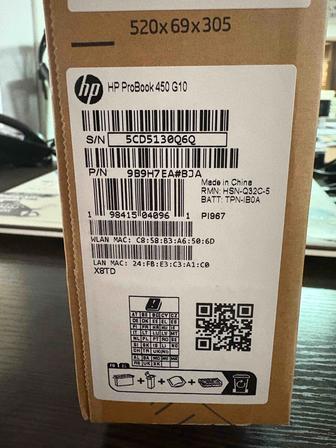 520x69x305
hp HP ProBook 450 G10
S/N 5CD5130Q6Q
P/N 9B9H7EA#BJA
Made in China
RMN: HSN-Q32C-5
BATT: TPN-IB0A
1 98415 04096 1 PI967
WLAN MAC: C8:58:B3:A6:50:6D
LAN MAC: 24:FB:E3:C3:A1:C0
X8TD